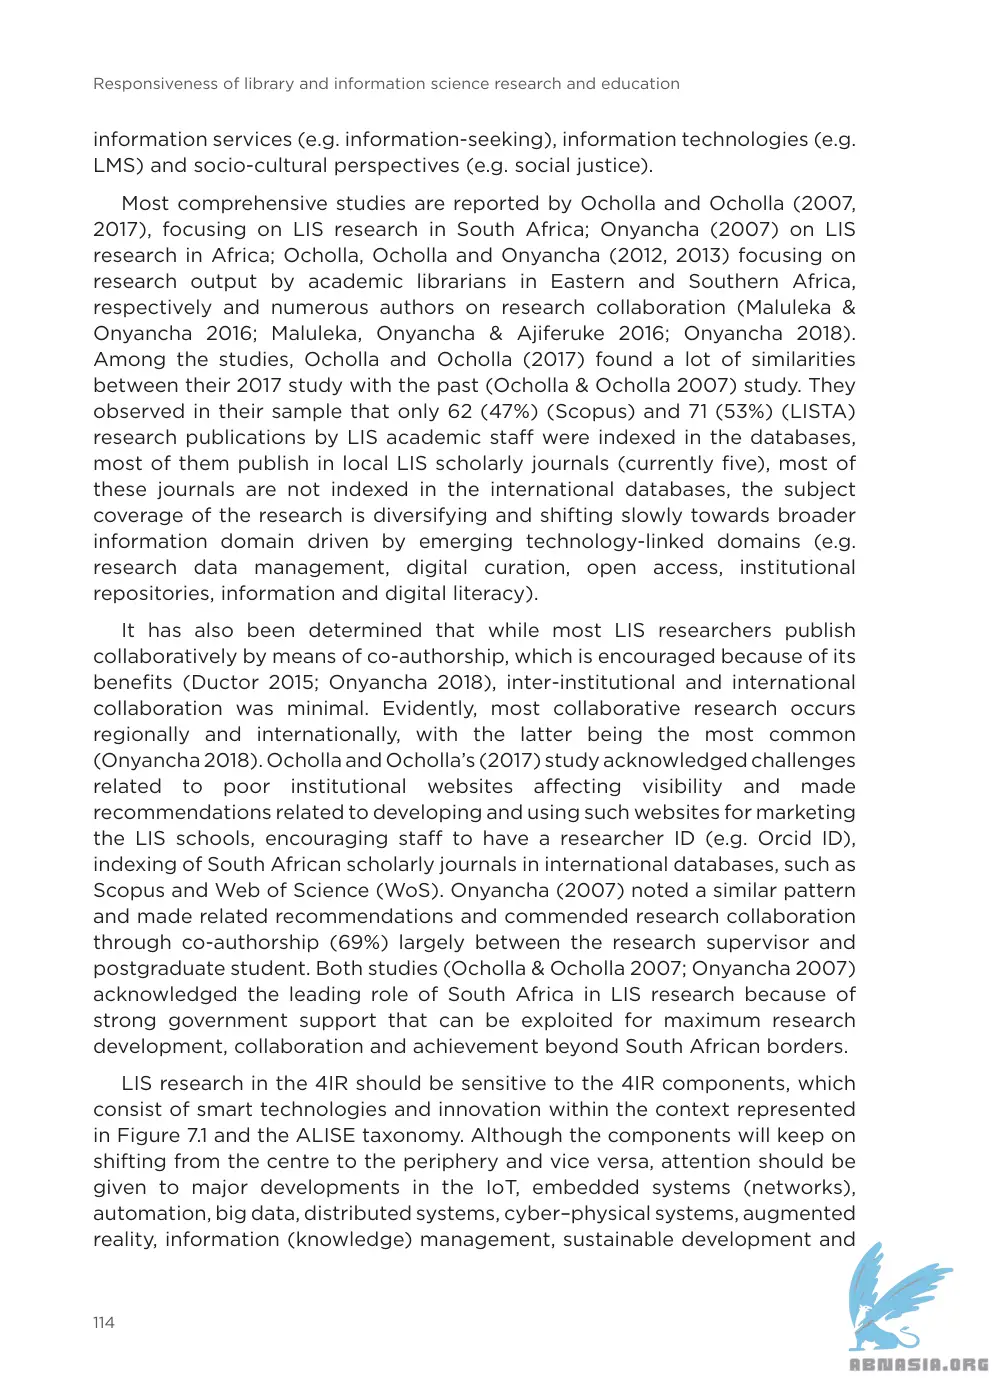 Responsiveness of library and information science research and education
information services (e.g. information-seeking), information technologies (e.g.
LMS) and socio-cultural perspectives (e.g. social justice).
Most comprehensive studies are reported by Ocholla and Ocholla (2007,
2017), focusing on LIS research in South Africa; Onyancha (2007) on LIS
research in Africa; Ocholla, Ocholla and Onyancha (2012, 2013) focusing on
research output by academic librarians in Eastern and Southern Africa,
respectively and numerous authors on research collaboration (Maluleka &
Onyancha 2016; Maluleka, Onyancha & Ajiferuke 2016; Onyancha 2018).
Among the studies, Ocholla and Ocholla (2017) found a lot of similarities
between their 2017 study with the past (Ocholla & Ocholla 2007) study. They
observed in their sample that only 62 (47%) (Scopus) and 71 (53%) (LISTA)
research publications by LIS academic staff were indexed in the databases,
most of them publish in local LIS scholarly journals (currently five), most of
these journals are not indexed in the international databases, the subject
coverage of the research is diversifying and shifting slowly towards broader
information domain driven by emerging technology-linked domains (e.g.
research data management, digital curation, open access, institutional
repositories, information and digital literacy).
It has also been determined that while most LIS researchers publish
collaboratively by means of co-authorship, which is encouraged because of its
benefits (Ductor 2015; Onyancha 2018), inter-institutional and international
collaboration was minimal. Evidently, most collaborative research occurs
regionally and internationally, with the latter being the most common
(Onyancha 2018). Ocholla and Ocholla's (2017) study acknowledged challenges
related to poor institutional websites affecting visibility and made
recommendations related to developing and using such websites for marketing
the LIS schools, encouraging staff to have a researcher ID (e.g. Orcid ID),
indexing of South African scholarly journals in international databases, such as
Scopus and Web of Science (WoS). Onyancha (2007) noted a similar pattern
and made related recommendations and commended research collaboration
through co-authorship (69%) largely between the research supervisor and
postgraduate student. Both studies (Ocholla & Ocholla 2007; Onyancha 2007)
acknowledged the leading role of South Africa in LIS research because of
strong government support that can be exploited for maximum research
development, collaboration and achievement beyond South African borders.
LIS research in the 4IR should be sensitive to the 4IR components, which
consist of smart technologies and innovation within the context represented
in Figure 7.1 and the ALISE taxonomy. Although the components will keep on
shifting from the centre to the periphery and vice versa, attention should be
given to major developments in the IoT, embedded systems (networks),
automation, big data, distributed systems, cyber–physical systems, augmented
reality, information (knowledge) management, sustainable development and
114
ABNASIA.ORG